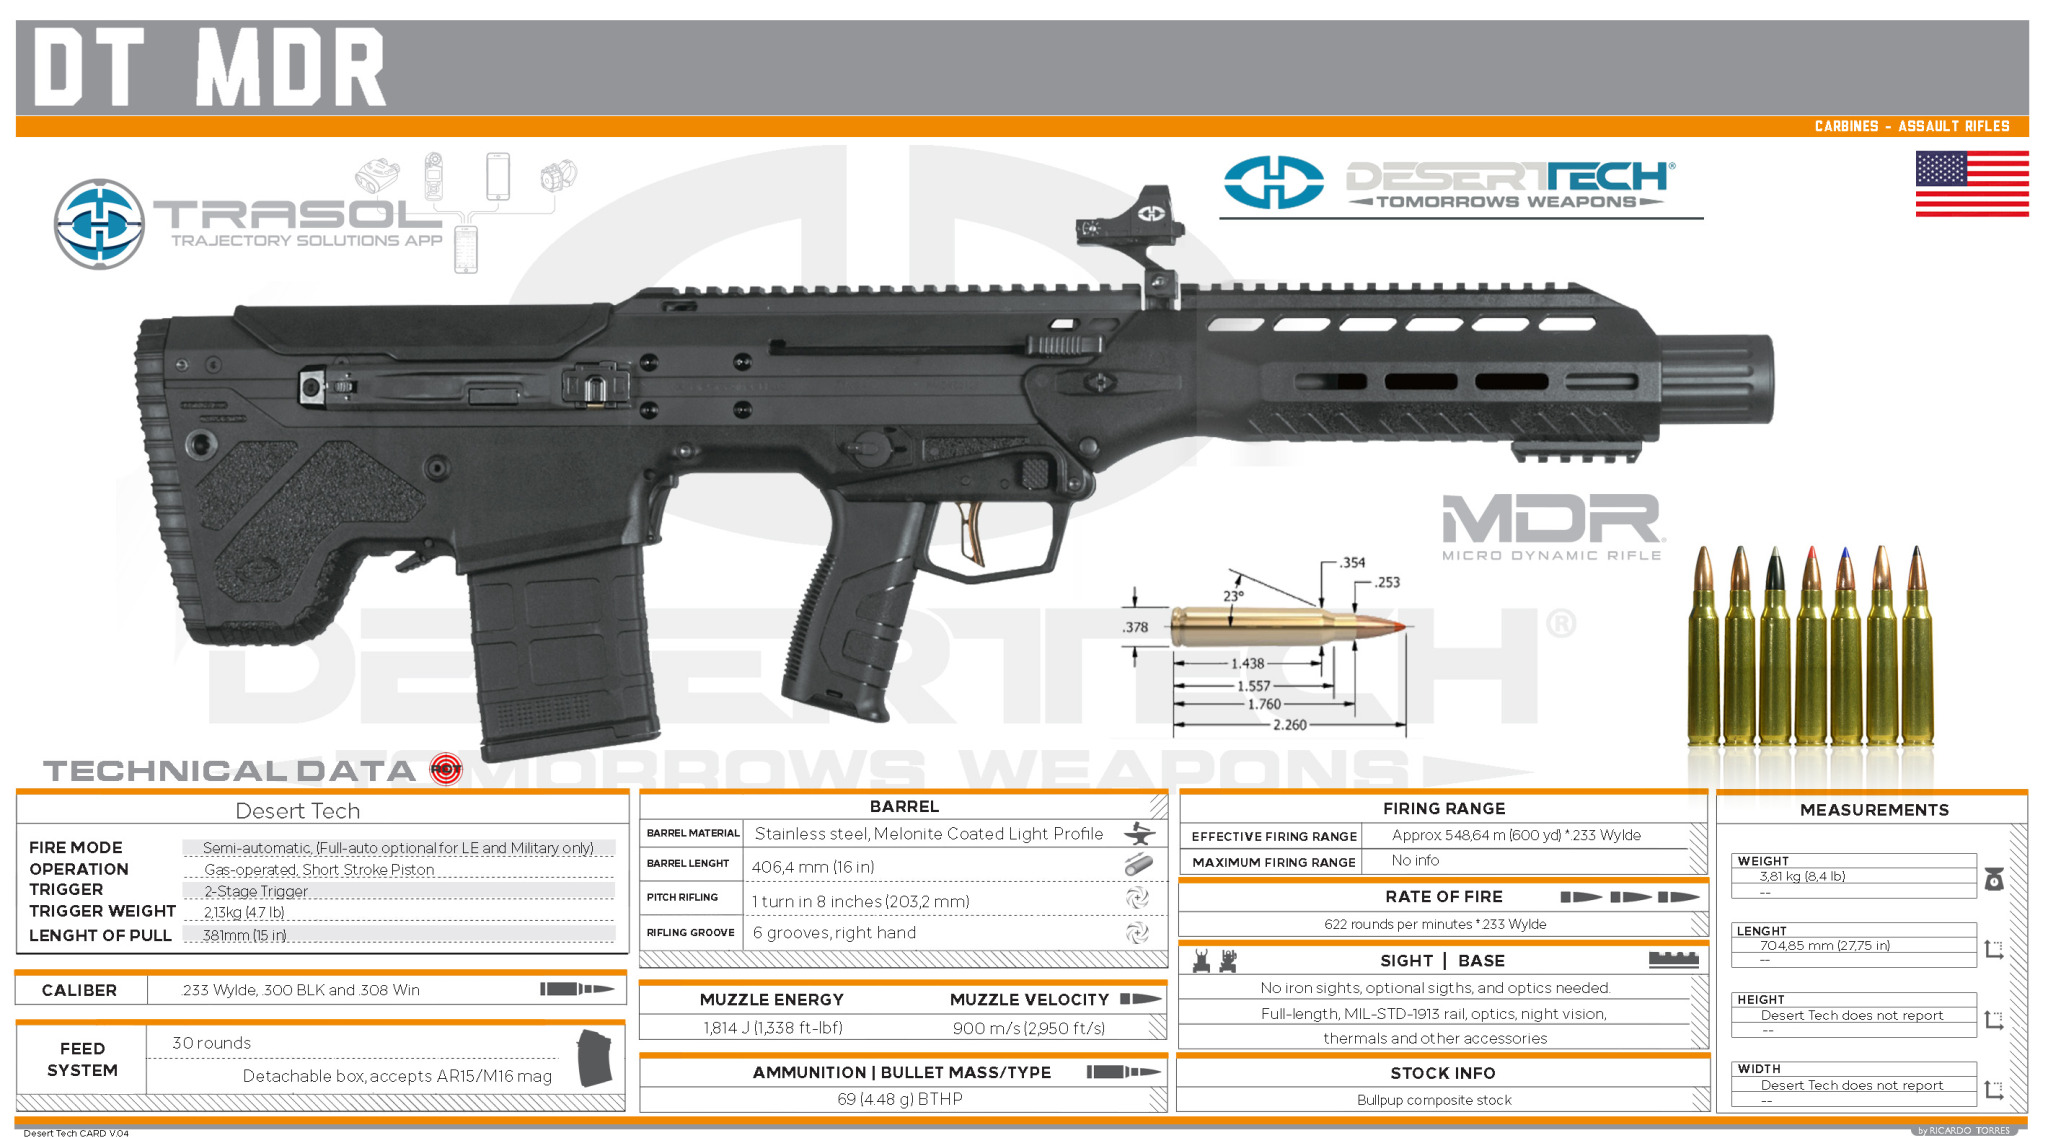 DT MDR
CARBINES - ASSAULT RIFLES
TRASOL
TRAJECTORY SOLUTIONS APP
DESERTTECH®
TOMORROWS WEAPONS
MDR.
MICRO DYNAMIC RIFLE
.354
.253
23°
.378
1.438
1.557
1.760
2.260
DESERTTECH®
TOMORROWS WEAPONS
TECHNICAL DATA
Desert Tech
FIRE MODE Semi-automatic, (Full-auto optional for LE and Military only)
OPERATION Gas-operated, Short Stroke Piston
TRIGGER 2-Stage Trigger
TRIGGER WEIGHT 2,13kg (4.7 lb)
LENGHT OF PULL 381mm (15 in)
CALIBER .233 Wylde, .300 BLK and .308 Win
FEED SYSTEM
30 rounds
Detachable box, accepts AR15/M16 mag
BARREL
BARREL MATERIAL Stainless steel, Melonite Coated Light Profile
BARREL LENGHT 406,4 mm (16 in)
PITCH RIFLING 1 turn in 8 inches (203,2 mm)
RIFLING GROOVE 6 grooves, right hand
MUZZLE ENERGY MUZZLE VELOCITY
1,814 J (1,338 ft-lbf) 900 m/s (2,950 ft/s)
AMMUNITION | BULLET MASS/TYPE
69 (4.48 g) BTHP
FIRING RANGE
EFFECTIVE FIRING RANGE Approx 548,64 m (600 yd) *.233 Wylde
MAXIMUM FIRING RANGE No info
RATE OF FIRE
622 rounds per minutes *.233 Wylde
SIGHT | BASE
No iron sights, optional sigths, and optics needed.
Full-length, MIL-STD-1913 rail, optics, night vision,
thermals and other accessories
STOCK INFO
Bullpup composite stock
MEASUREMENTS
WEIGHT
3,81 kg (8,4 lb)
--
LENGHT
704,85 mm (27,75 in)
--
HEIGHT
Desert Tech does not report
--
WIDTH
Desert Tech does not report
--
Desert Tech CARD V.04
by RICARDO TORRES